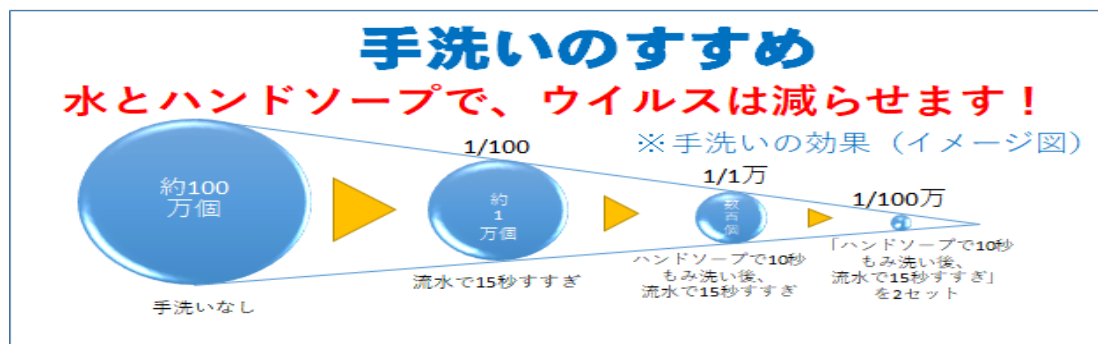 手洗いのすすめ
水とハンドソープで、ウイルスは減らせます！
※手洗いの効果（イメージ図）
約100
万個
手洗いなし
1/100
約
1
万個
流水で15秒すすぎ
1/1万
数百個
ハンドソープで10秒
もみ洗い後、
流水で15秒すすぎ
1/100万
「ハンドソープで10秒
もみ洗い後、
流水で15秒すすぎ」
を2セット